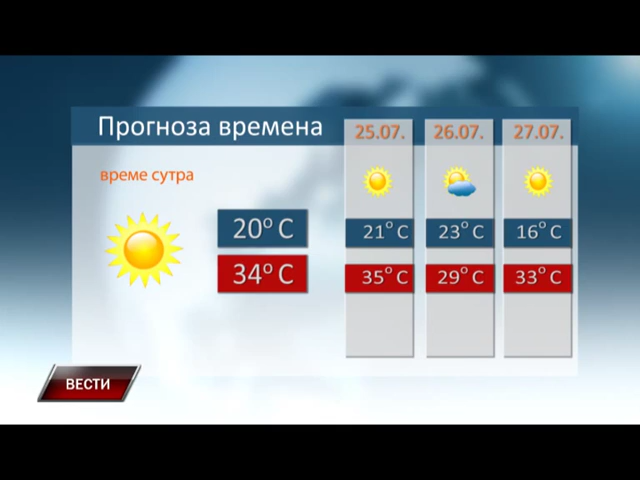 Прогноза времена
време сутра
20° C
34° C
25.07. 26.07. 27.07.
21° C 23° C 16° C
35° C 29° C 33° C
ВЕСТИ